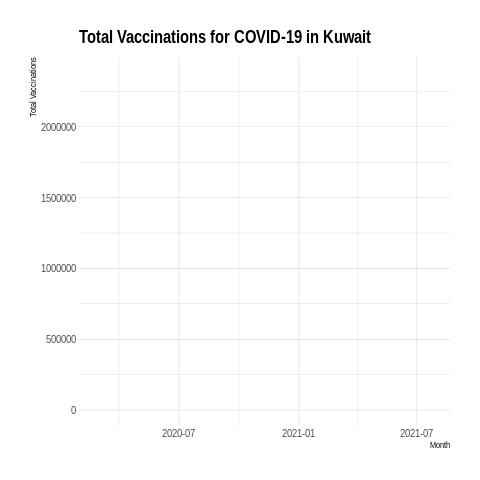 Total Vaccinations for COVID-19 in Kuwait
Total Vaccinations
2000000
1500000
1000000
500000
0
2020-07 2021-01 2021-07
Month